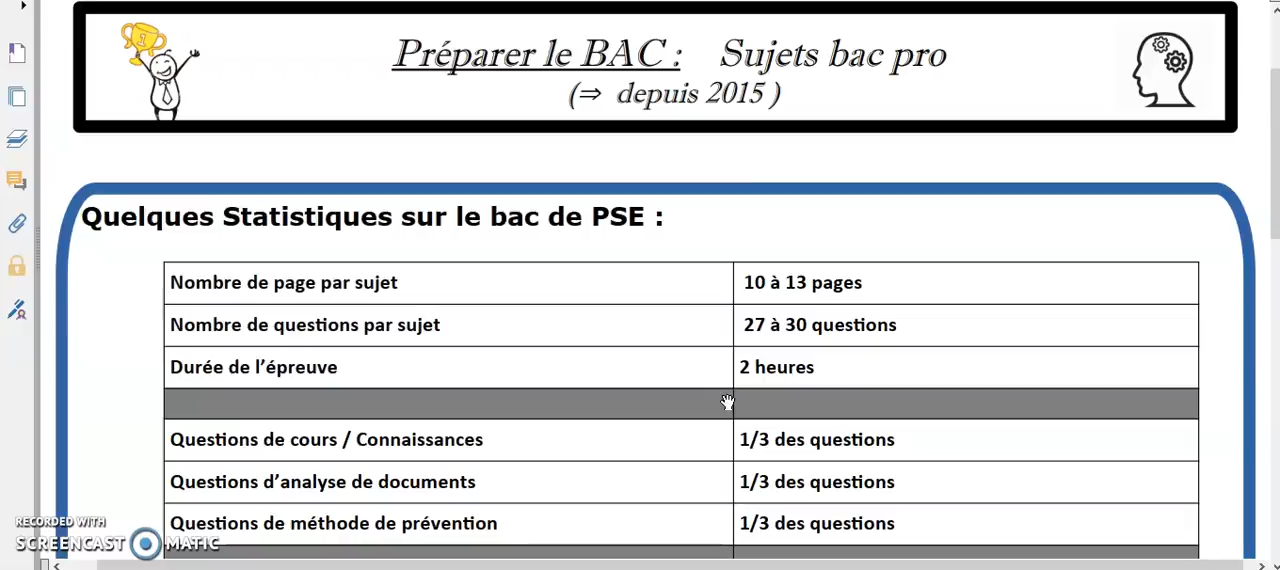 1
Préparer le BAC : Sujets bac pro
(⇒ depuis 2015 )
Quelques Statistiques sur le bac de PSE :
Nombre de page par sujet 10 à 13 pages
Nombre de questions par sujet 27 à 30 questions
Durée de l’épreuve 2 heures
Questions de cours / Connaissances 1/3 des questions
Questions d’analyse de documents 1/3 des questions
Questions de méthode de prévention 1/3 des questions
RECORDED WITH
SCREENCAST MATIC